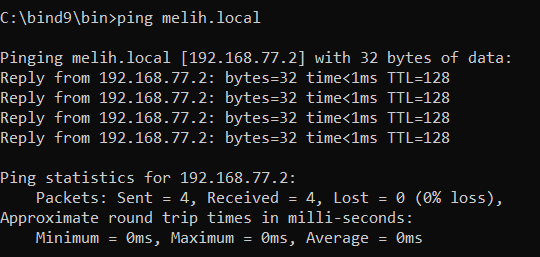 C:\bind9\bin>ping melih.local
Pinging melih.local [192.168.77.2] with 32 bytes of data:
Reply from 192.168.77.2: bytes=32 time<1ms TTL=128
Reply from 192.168.77.2: bytes=32 time<1ms TTL=128
Reply from 192.168.77.2: bytes=32 time<1ms TTL=128
Reply from 192.168.77.2: bytes=32 time<1ms TTL=128
Ping statistics for 192.168.77.2:
    Packets: Sent = 4, Received = 4, Lost = 0 (0% loss),
Approximate round trip times in milli-seconds:
    Minimum = 0ms, Maximum = 0ms, Average = 0ms